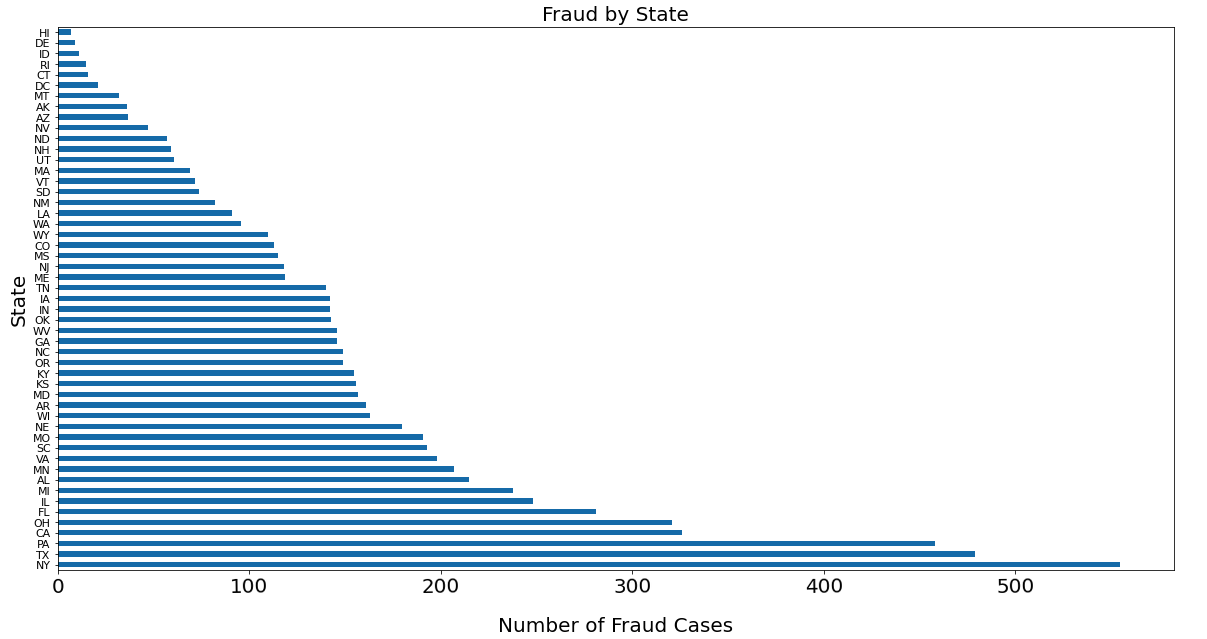 Fraud by State
HI
DE
ID
RI
CT
DC
MT
AK
AZ
NV
ND
NH
UT
MA
VT
SD
NM
LA
WA
WY
CO
MS
NJ
ME
TN
IA
IN
OK
WV
GA
NC
OR
KY
KS
MD
AR
WI
NE
MO
SC
VA
MN
AL
MI
IL
FL
OH
CA
PA
TX
NY
State
0 100 200 300 400 500
Number of Fraud Cases